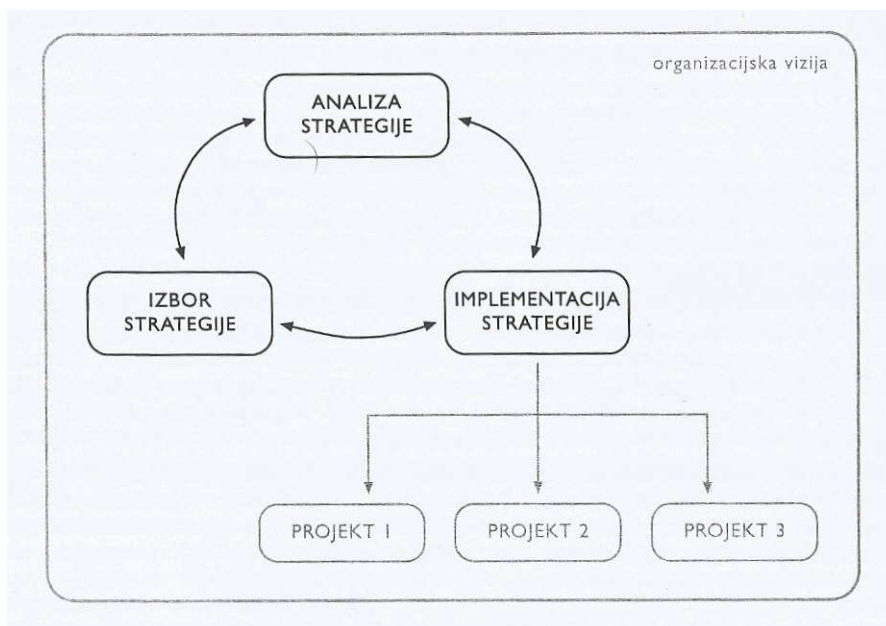 organizacijska vizija
ANALIZA
STRATEGIJE
IZBOR
STRATEGIJE
IMPLEMENTACIJA
STRATEGIJE
PROJEKT 1
PROJEKT 2
PROJEKT 3